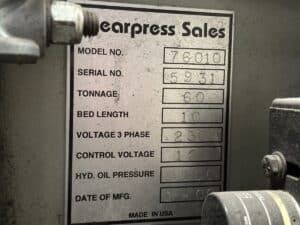 earpress Sales
MODEL NO. 76010
SERIAL NO. 5931
TONNAGE 60
BED LENGTH 10
VOLTAGE 3 PHASE
CONTROL VOLTAGE
HYD. OIL PRESSURE
DATE OF MFG.
MADE IN USA